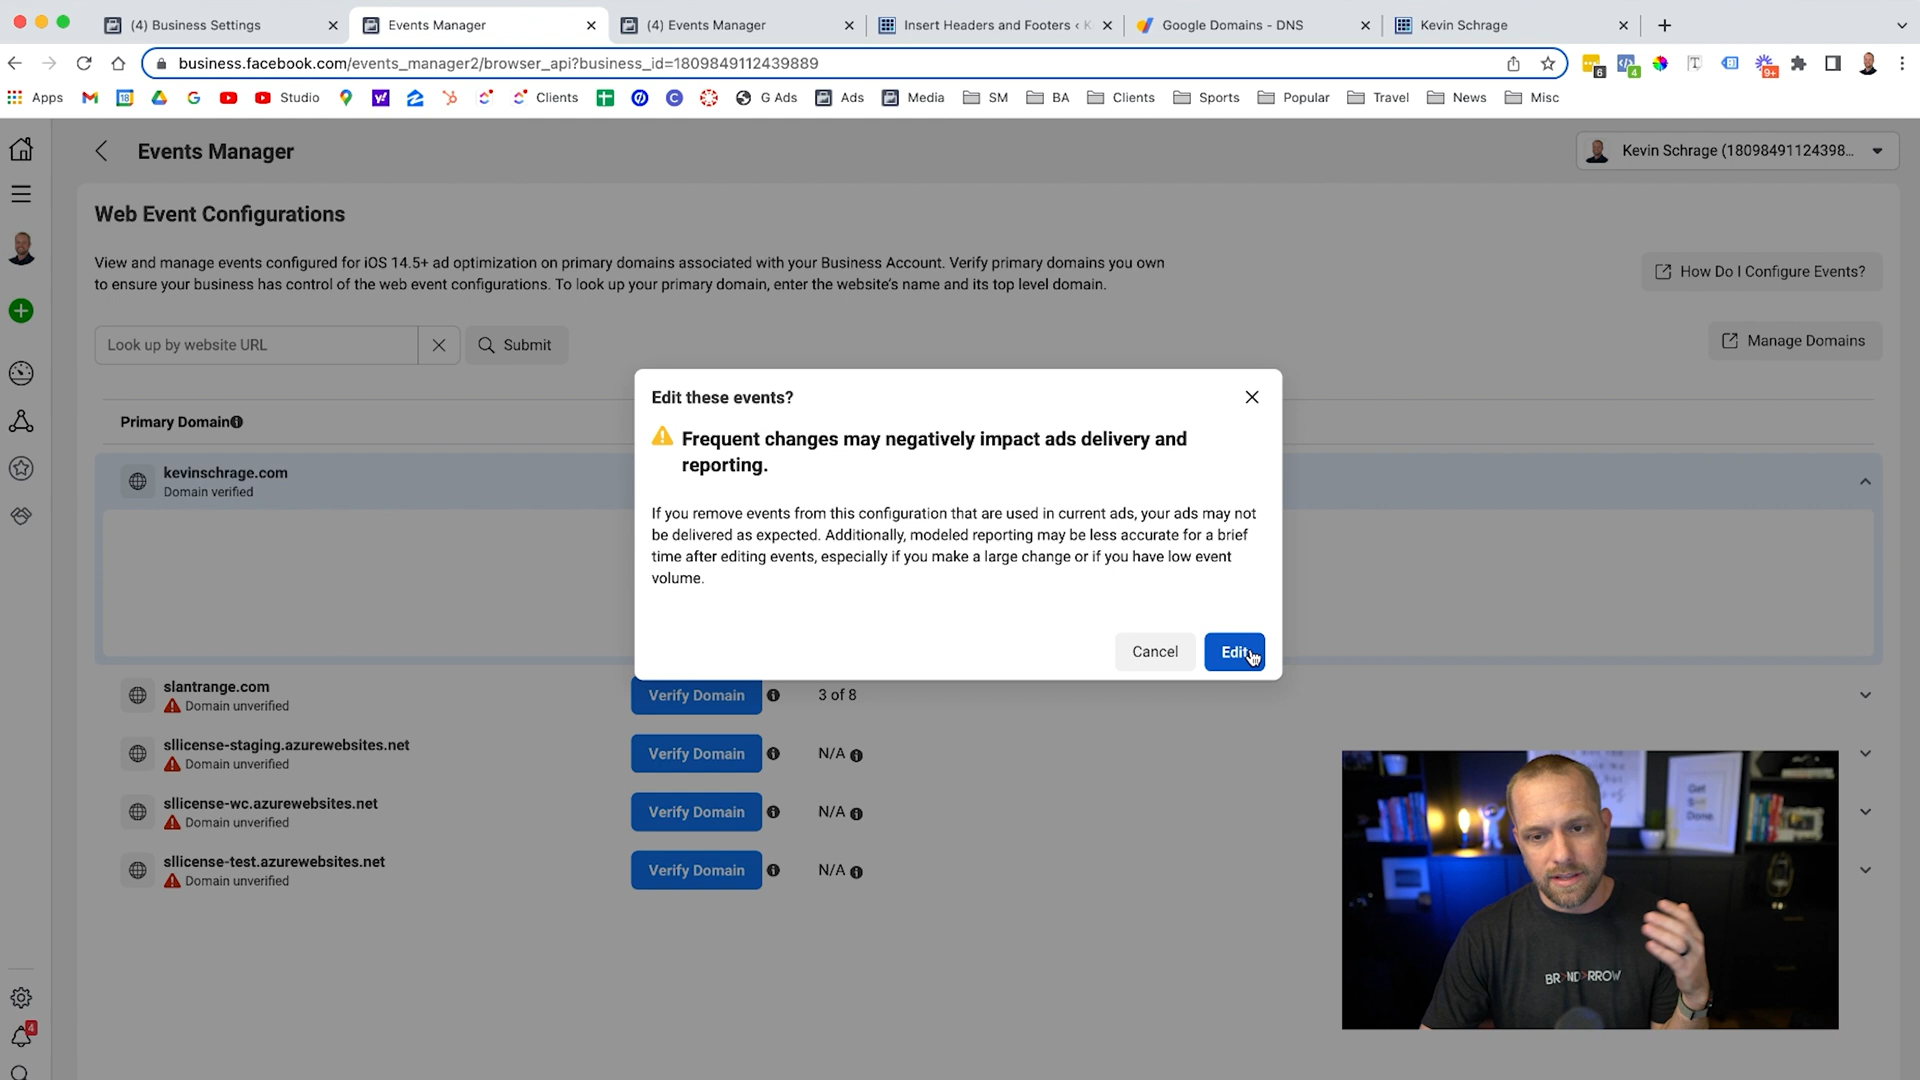 (4) Business Settings
Events Manager
(4) Events Manager
Insert Headers and Footers ‹ K
Google Domains - DNS
Kevin Schrage
business.facebook.com/events_manager2/browser_api?business_id=1809849112439889
6
4
9+
Apps
18
Studio
Clients
G Ads
Ads
Media
SM
BA
Clients
Sports
Popular
Travel
News
Misc
Events Manager
Kevin Schrage (18098491124398...
Web Event Configurations
View and manage events configured for iOS 14.5+ ad optimization on primary domains associated with your Business Account. Verify primary domains you own
to ensure your business has control of the web event configurations. To look up your primary domain, enter the website's name and its top level domain.
How Do I Configure Events?
Look up by website URL
Submit
Manage Domains
Primary Domain
kevinschrage.com
Domain verified
Edit these events?
Frequent changes may negatively impact ads delivery and
reporting.
If you remove events from this configuration that are used in current ads, your ads may not
be delivered as expected. Additionally, modeled reporting may be less accurate for a brief
time after editing events, especially if you make a large change or if you have low event
volume.
Cancel
Edit
slantrange.com
Domain unverified
Verify Domain
3 of 8
sllicense-staging.azurewebsites.net
Domain unverified
Verify Domain
N/A
sllicense-wc.azurewebsites.net
Domain unverified
Verify Domain
N/A
sllicense-test.azurewebsites.net
Domain unverified
Verify Domain
N/A
4
Get
Done.
BR>ND>RROW